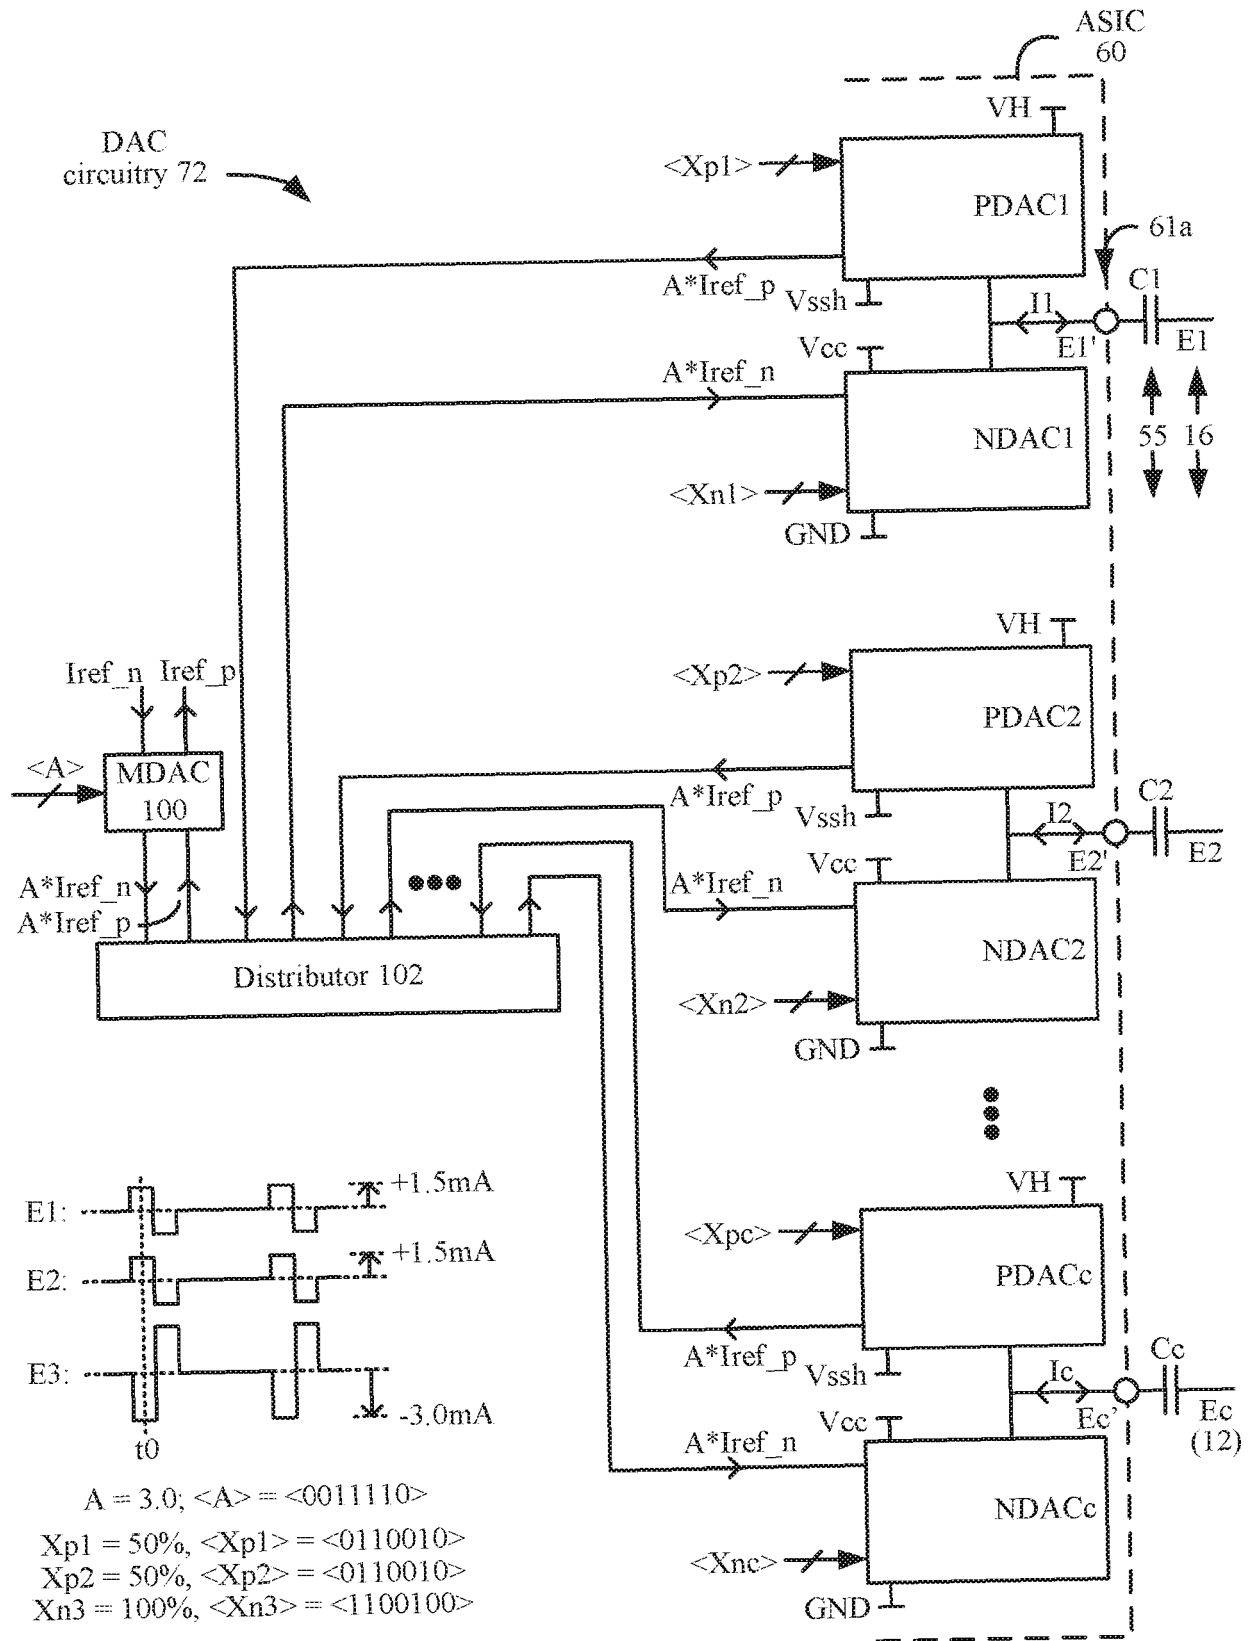 ASIC
60
VH
DAC
circuitry 72
<Xp1>
PDAC1
61a
A*Iref_p
Vssh
I1
C1
E1'
E1
Vcc
A*Iref_n
NDAC1
55
16
<Xn1>
GND
VH
Iref_n
Iref_p
<Xp2>
PDAC2
<A>
MDAC
100
A*Iref_p
Vssh
I2
C2
E2'
E2
Vcc
A*Iref_n
A*Iref_n
A*Iref_p
NDAC2
Distributor 102
<Xn2>
GND
VH
E1:
+1.5mA
<Xpc>
E2:
+1.5mA
PDACc
A*Iref_p
Vssh
Ic
Cc
E3:
-3.0mA
Ec'
Ec
(12)
Vcc
t0
A*Iref_n
A = 3.0; <A> = <0011110>
NDACc
Xp1 = 50%, <Xp1> = <0110010>
Xp2 = 50%, <Xp2> = <0110010>
<Xnc>
Xn3 = 100%, <Xn3> = <1100100>
GND